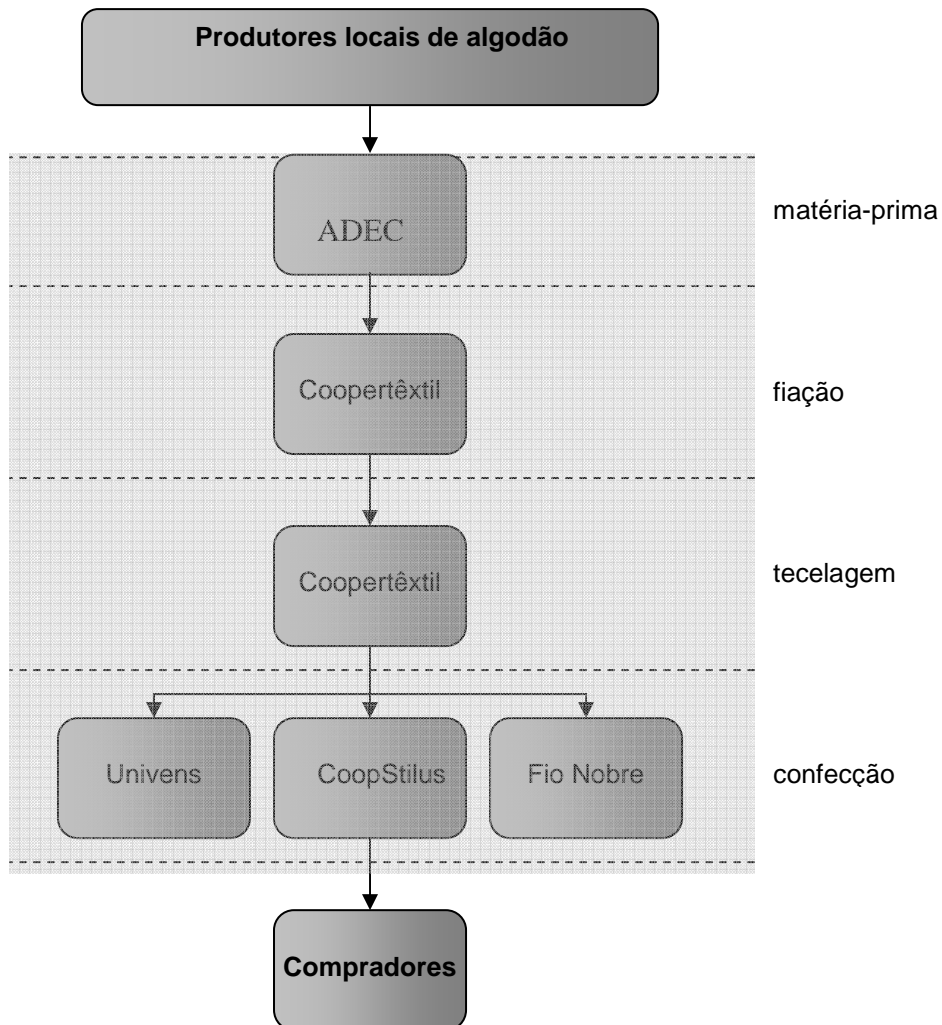 Produtores locais de algodão
ADEC
matéria-prima
Coopertêxtil
fiação
Coopertêxtil
tecelagem
Univens
CoopStilus
Fio Nobre
confecção
Compradores